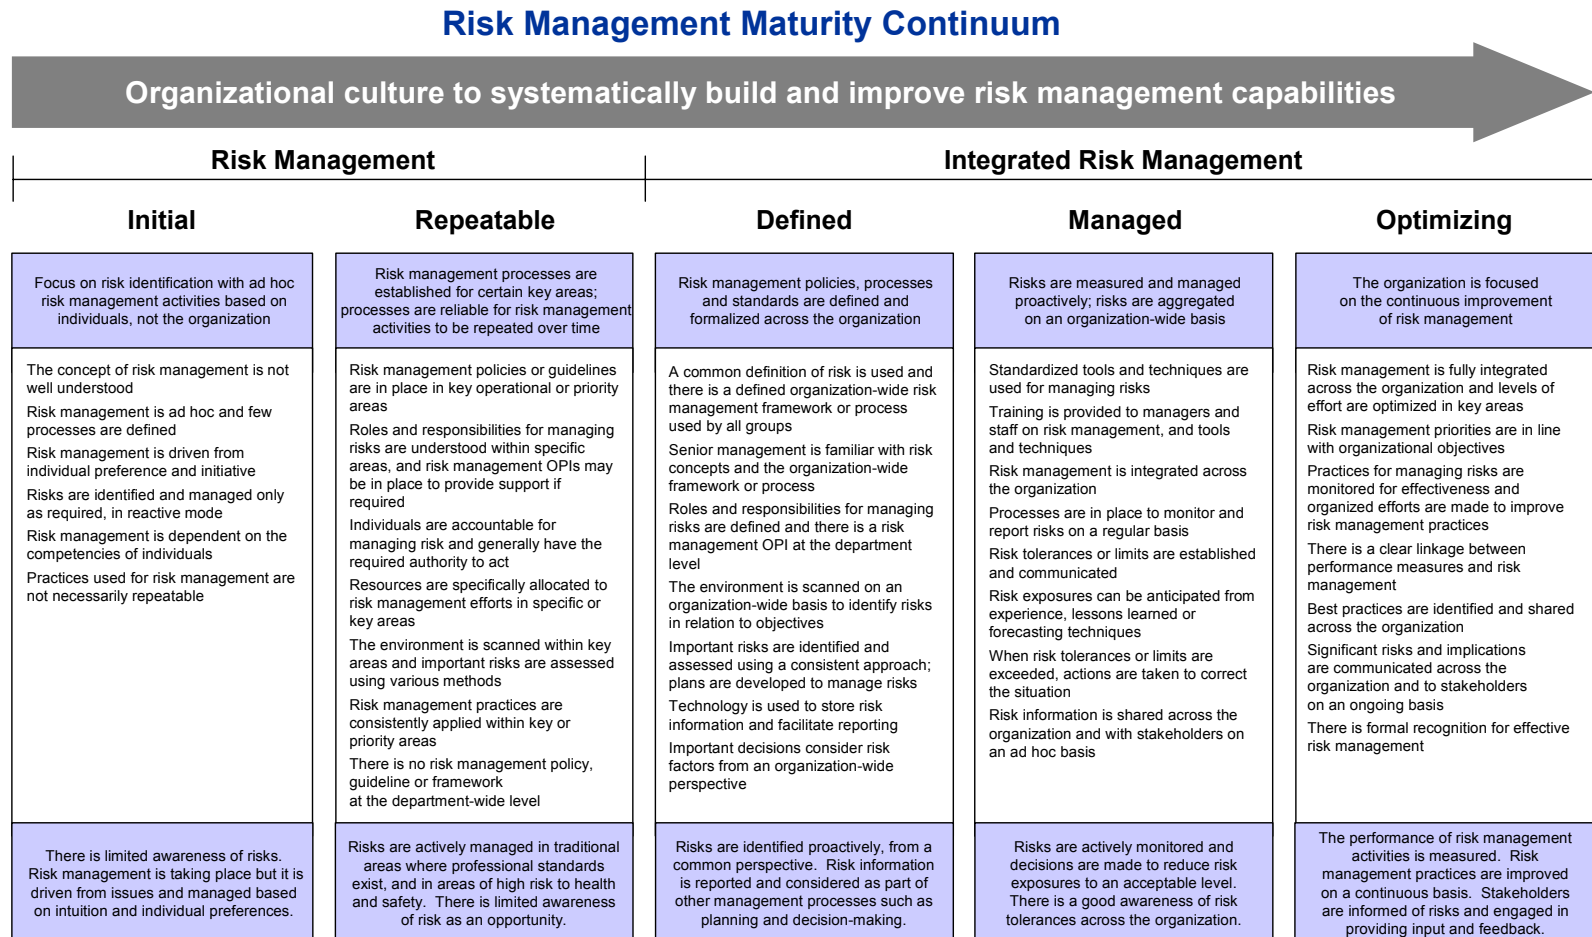 Risk Management Maturity Continuum
Organizational culture to systematically build and improve risk management capabilities
Risk Management
Integrated Risk Management
Initial
Focus on risk identification with ad hoc
risk management activities based on
individuals, not the organization
The concept of risk management is not
well understood
Risk management is ad hoc and few
processes are defined
Risk management is driven from
individual preference and initiative
Risks are identified and managed only
as required, in reactive mode
Risk management is dependent on the
competencies of individuals
Practices used for risk management are
not necessarily repeatable
There is limited awareness of risks.
Risk management is taking place but it is
driven from issues and managed based
on intuition and individual preferences.
Repeatable
Risk management processes are
established for certain key areas;
processes are reliable for risk management
activities to be repeated over time
Risk management policies or guidelines
are in place in key operational or priority
areas
Roles and responsibilities for managing
risks are understood within specific
areas, and risk management OPIs may
be in place to provide support if
required
Individuals are accountable for
managing risk and generally have the
required authority to act
Resources are specifically allocated to
risk management efforts in specific or
key areas
The environment is scanned within key
areas and important risks are assessed
using various methods
Risk management practices are
consistently applied within key or
priority areas
There is no risk management policy,
guideline or framework
at the department-wide level
Risks are actively managed in traditional
areas where professional standards
exist, and in areas of high risk to health
and safety. There is limited awareness
of risk as an opportunity.
Defined
Risk management policies, processes
and standards are defined and
formalized across the organization
A common definition of risk is used and
there is a defined organization-wide risk
management framework or process
used by all groups
Senior management is familiar with risk
concepts and the organization-wide
framework or process
Roles and responsibilities for managing
risks are defined and there is a risk
management OPI at the department
level
The environment is scanned on an
organization-wide basis to identify risks
in relation to objectives
Important risks are identified and
assessed using a consistent approach;
plans are developed to manage risks
Technology is used to store risk
information and facilitate reporting
Important decisions consider risk
factors from an organization-wide
perspective
Risks are identified proactively, from a
common perspective. Risk information
is reported and considered as part of
other management processes such as
planning and decision-making.
Managed
Risks are measured and managed
proactively; risks are aggregated
on an organization-wide basis
Standardized tools and techniques are
used for managing risks
Training is provided to managers and
staff on risk management, and tools
and techniques
Risk management is integrated across
the organization
Processes are in place to monitor and
report risks on a regular basis
Risk tolerances or limits are established
and communicated
Risk exposures can be anticipated from
experience, lessons learned or
forecasting techniques
When risk tolerances or limits are
exceeded, actions are taken to correct
the situation
Risk information is shared across the
organization and with stakeholders on
an ad hoc basis
Risks are actively monitored and
decisions are made to reduce risk
exposures to an acceptable level.
There is a good awareness of risk
tolerances across the organization.
Optimizing
The organization is focused
on the continuous improvement
of risk management
Risk management is fully integrated
across the organization and levels of
effort are optimized in key areas
Risk management priorities are in line
with organizational objectives
Practices for managing risks are
monitored for effectiveness and
organized efforts are made to improve
risk management practices
There is a clear linkage between
performance measures and risk
management
Best practices are identified and shared
across the organization
Significant risks and implications
are communicated across the
organization and to stakeholders
on an ongoing basis
There is formal recognition for effective
risk management
The performance of risk management
activities is measured. Risk
management practices are improved
on a continuous basis. Stakeholders
are informed of risks and engaged in
providing input and feedback.